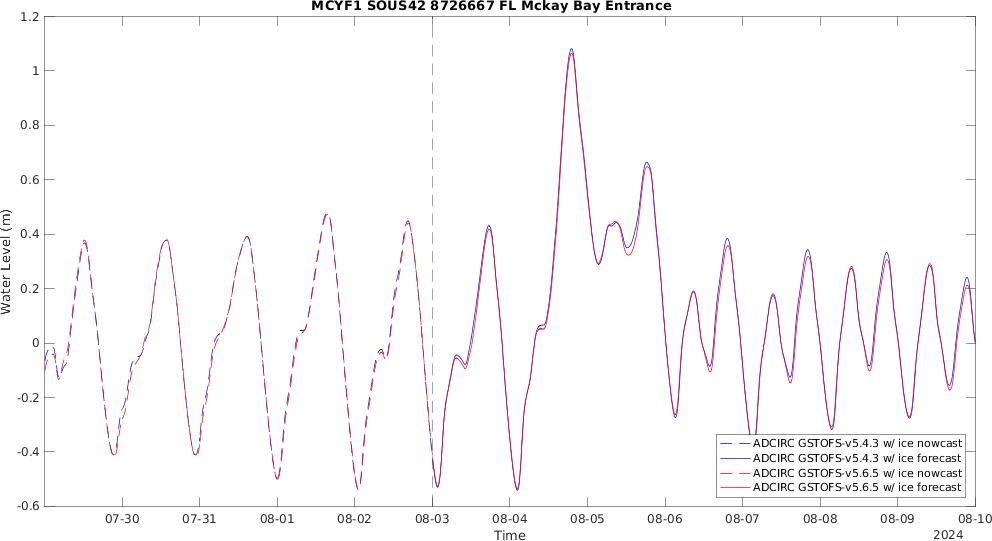 MCYF1 SOUS42 8726667 FL Mckay Bay Entrance
1.2
1
0.8
0.6
0.4
0.2
0
-0.2
-0.4
-0.6
Water Level (m)
ADCIRC GSTOFS-v5.4.3 w/ ice nowcast
ADCIRC GSTOFS-v5.4.3 w/ ice forecast
ADCIRC GSTOFS-v5.6.5 w/ ice nowcast
ADCIRC GSTOFS-v5.6.5 w/ ice forecast
07-30 07-31 08-01 08-02 08-03 08-04 08-05 08-06 08-07 08-08 08-09 08-10
Time
2024